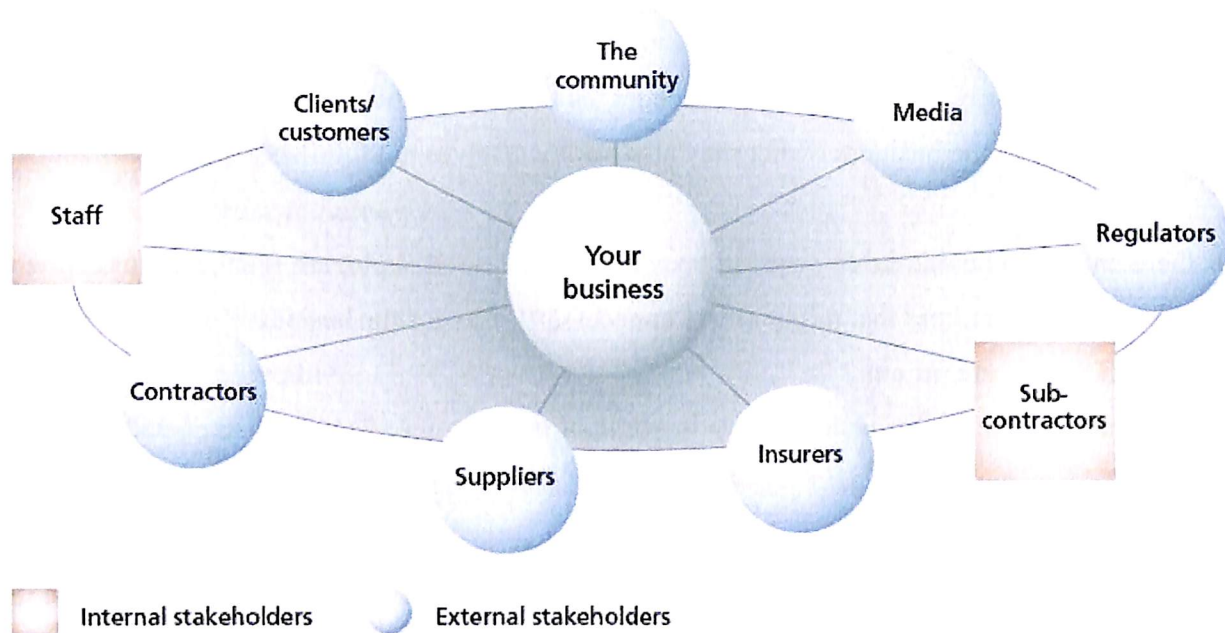 The
community
Clients/
customers
Media
Staff
Regulators
Your
business
Contractors
Sub-
contractors
Suppliers
Insurers
Internal stakeholders
External stakeholders